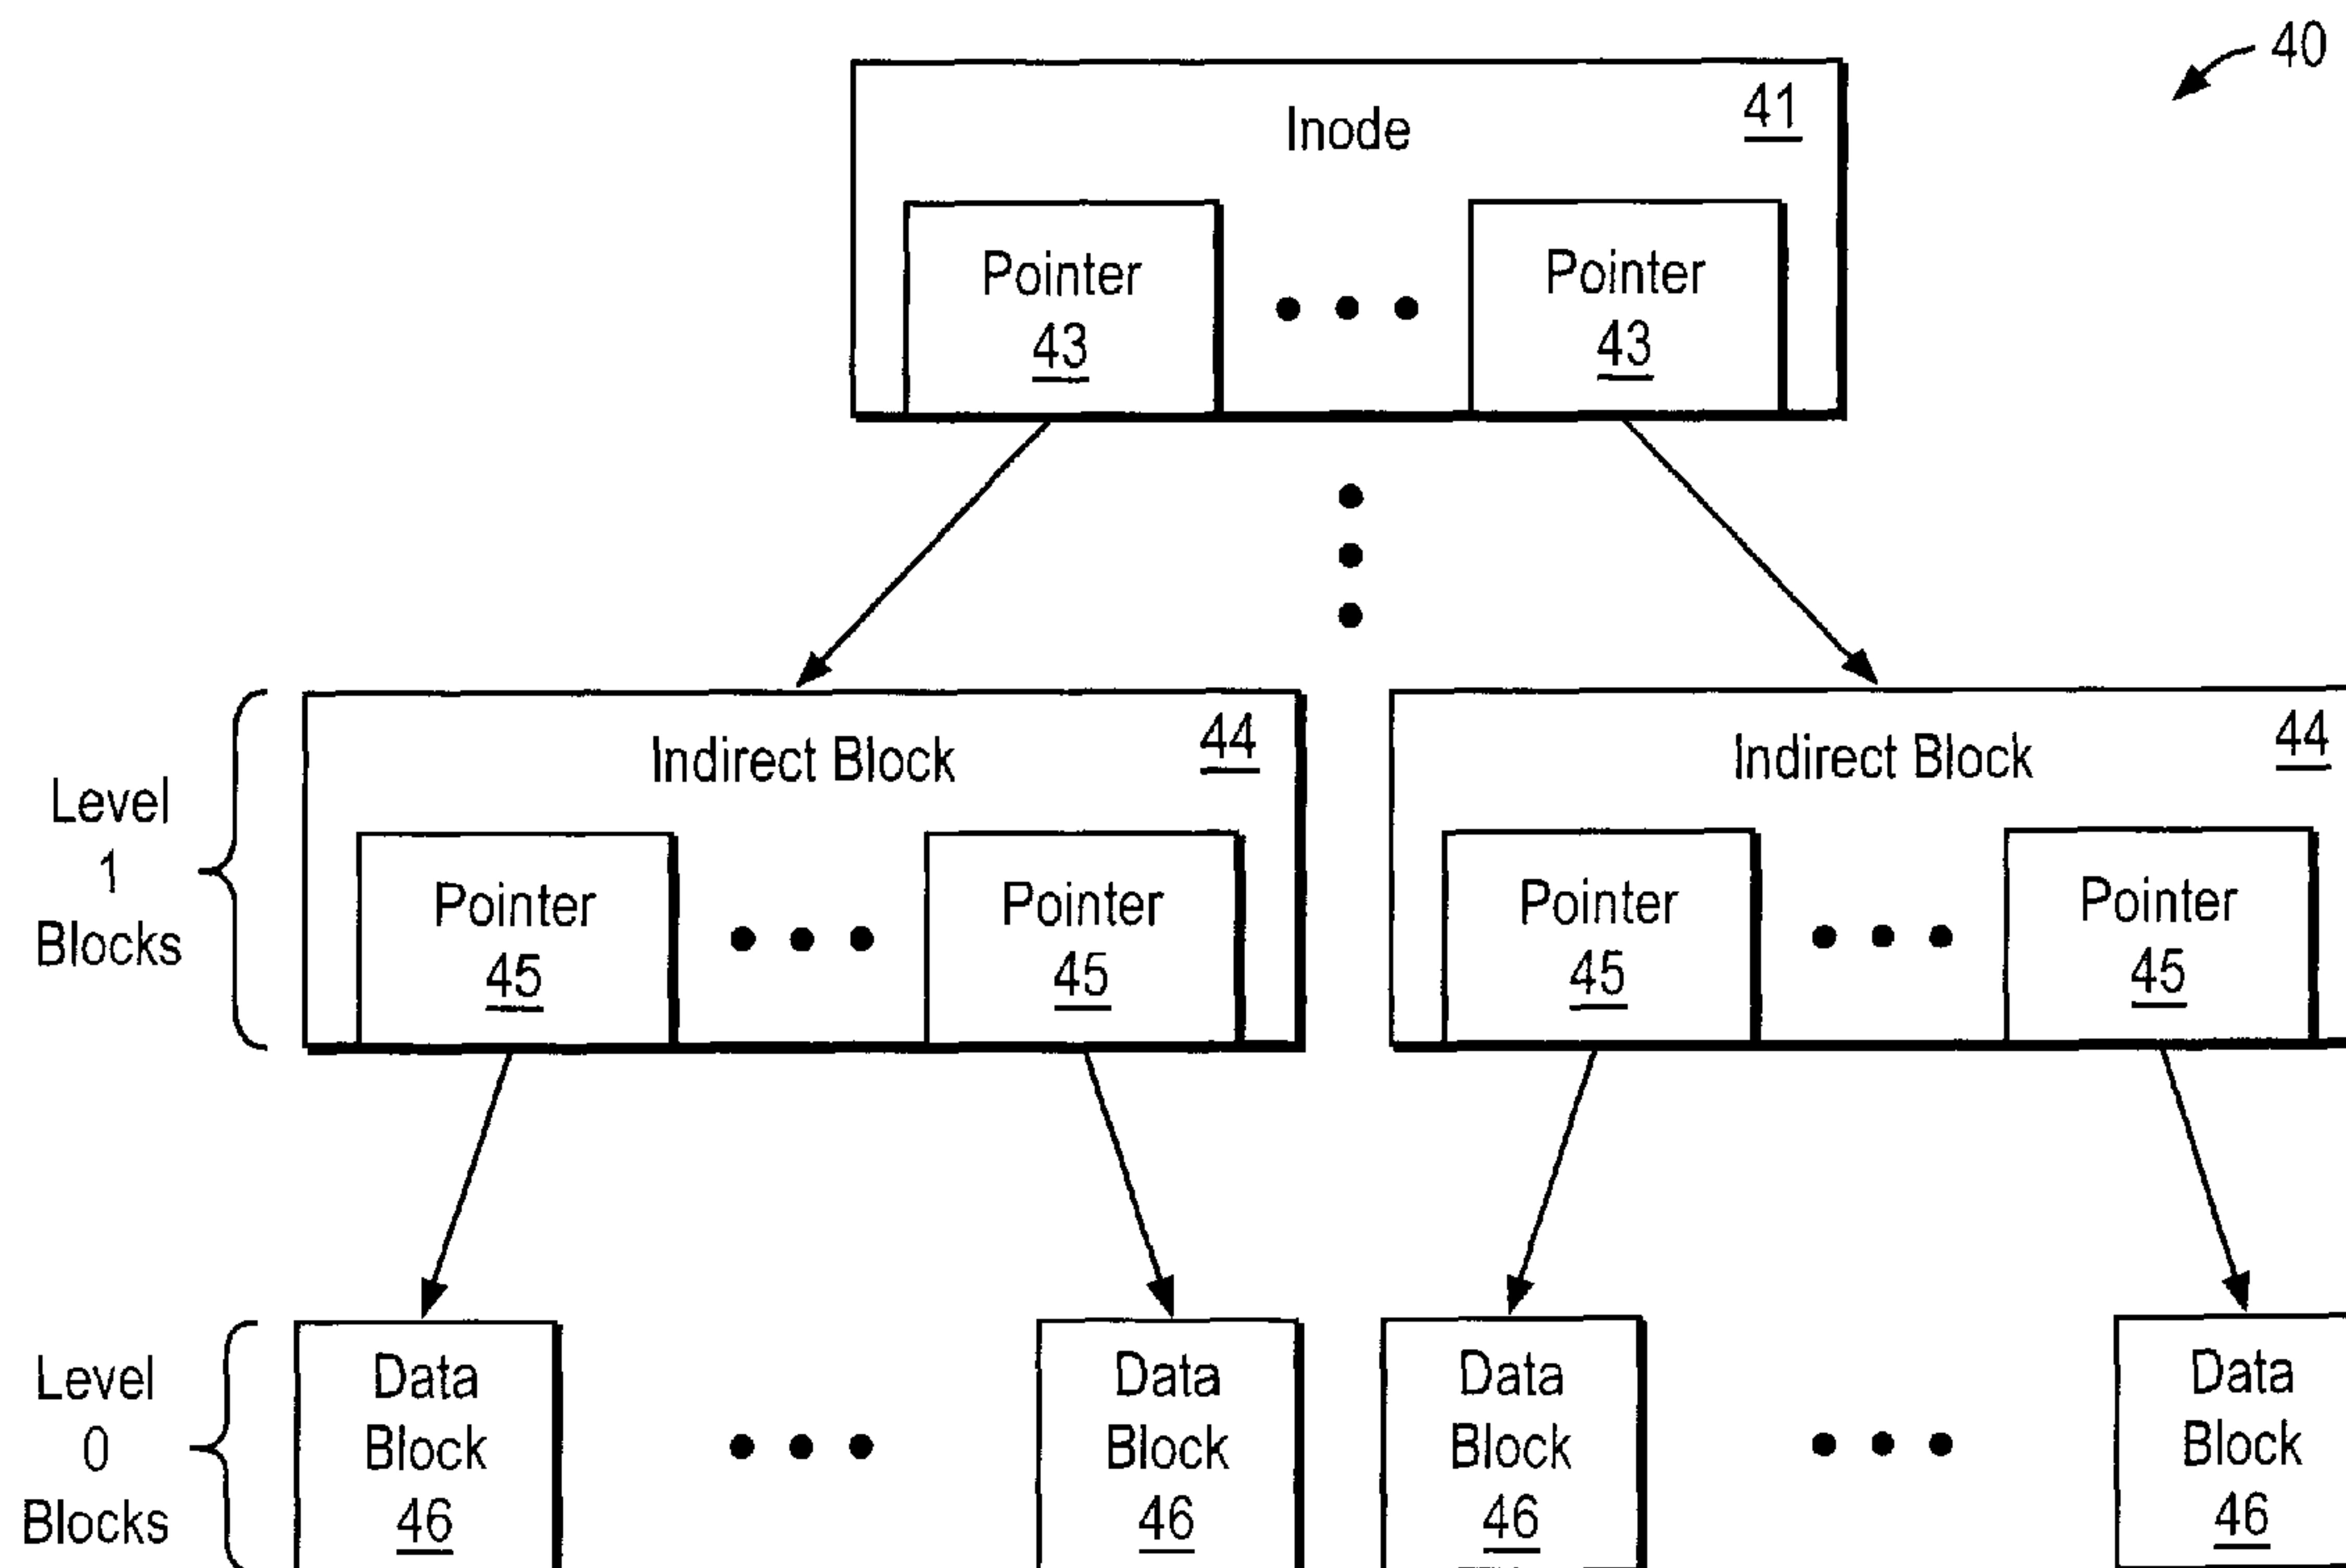 40
Inode
41
Pointer
43
Pointer
43
Level
1
Blocks
Indirect Block
44
Pointer
45
Pointer
45
Indirect Block
44
Pointer
45
Pointer
45
Level
0
Blocks
Data
Block
46
Data
Block
46
Data
Block
46
Data
Block
46